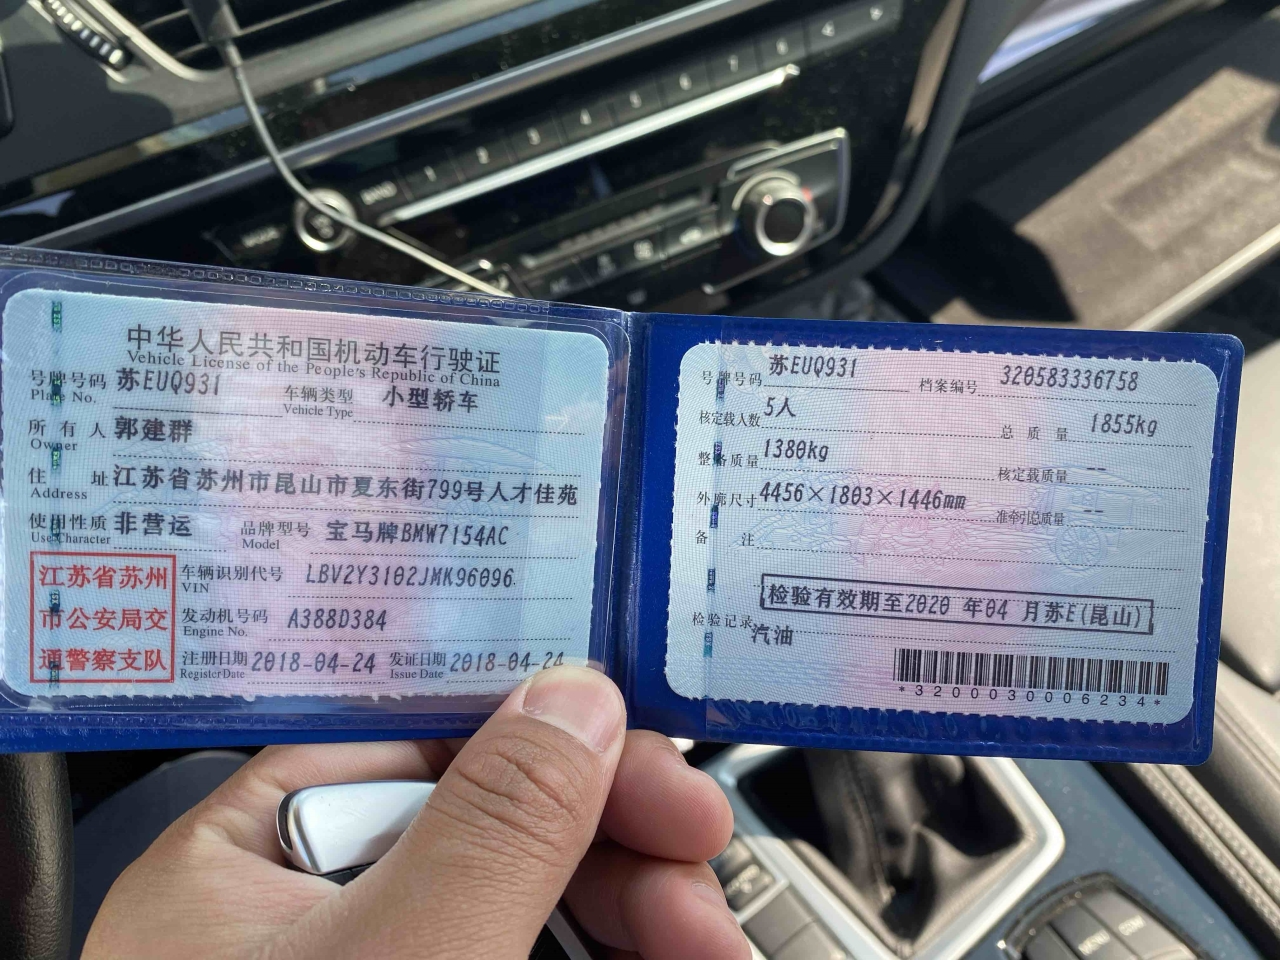 中华人民共和国机动车行驶证
Vehicle License of the People's Republic of China
号牌号码 苏EUQ931 车辆类型 小型轿车
Plate No. Vehicle Type
所有人 郭建群
Owner
住址 江苏省苏州市昆山市夏东街799号人才佳苑
Address
使用性质 非营运 品牌型号 宝马牌BMW7154AC
Use Character Model
江苏省苏州
市公安局交
通警察支队
车辆识别代号 LBV2Y3102JMK96096
VIN
发动机号码 A388D384
Engine No.
注册日期 2018-04-24 发证日期 2018-04-24
Register Date Issue Date
号牌号码 苏EUQ931 档案编号 320583336758
核定载人数 5人 总质量 1855kg
整备质量 1380kg 核定载质量 --
外廓尺寸 4456×1803×1446mm 准牵引总质量 --
备注
检验有效期至2020年04月苏E(昆山)
检验记录
汽油
*3200030006234*
1 2 3 4 5 6 7 8
MENU